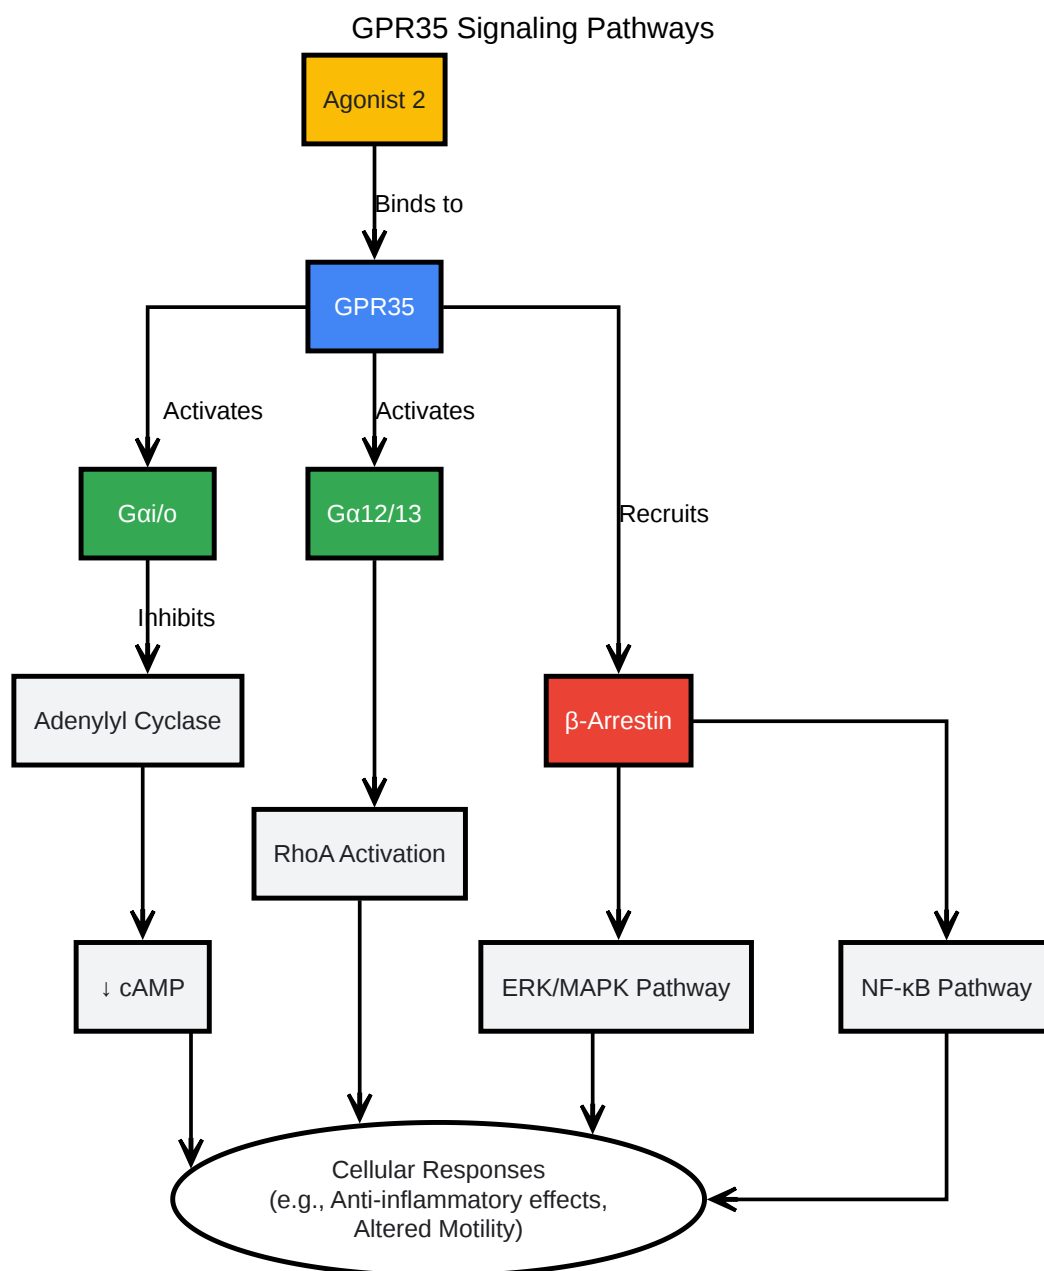 GPR35 Signaling Pathways
Agonist 2
Binds to
GPR35
Activates
Activates
Gαi/o
Gα12/13
Recruits
Inhibits
Adenylyl Cyclase
β-Arrestin
RhoA Activation
↓ cAMP
ERK/MAPK Pathway
NF-κB Pathway
Cellular Responses
(e.g., Anti-inflammatory effects,
Altered Motility)